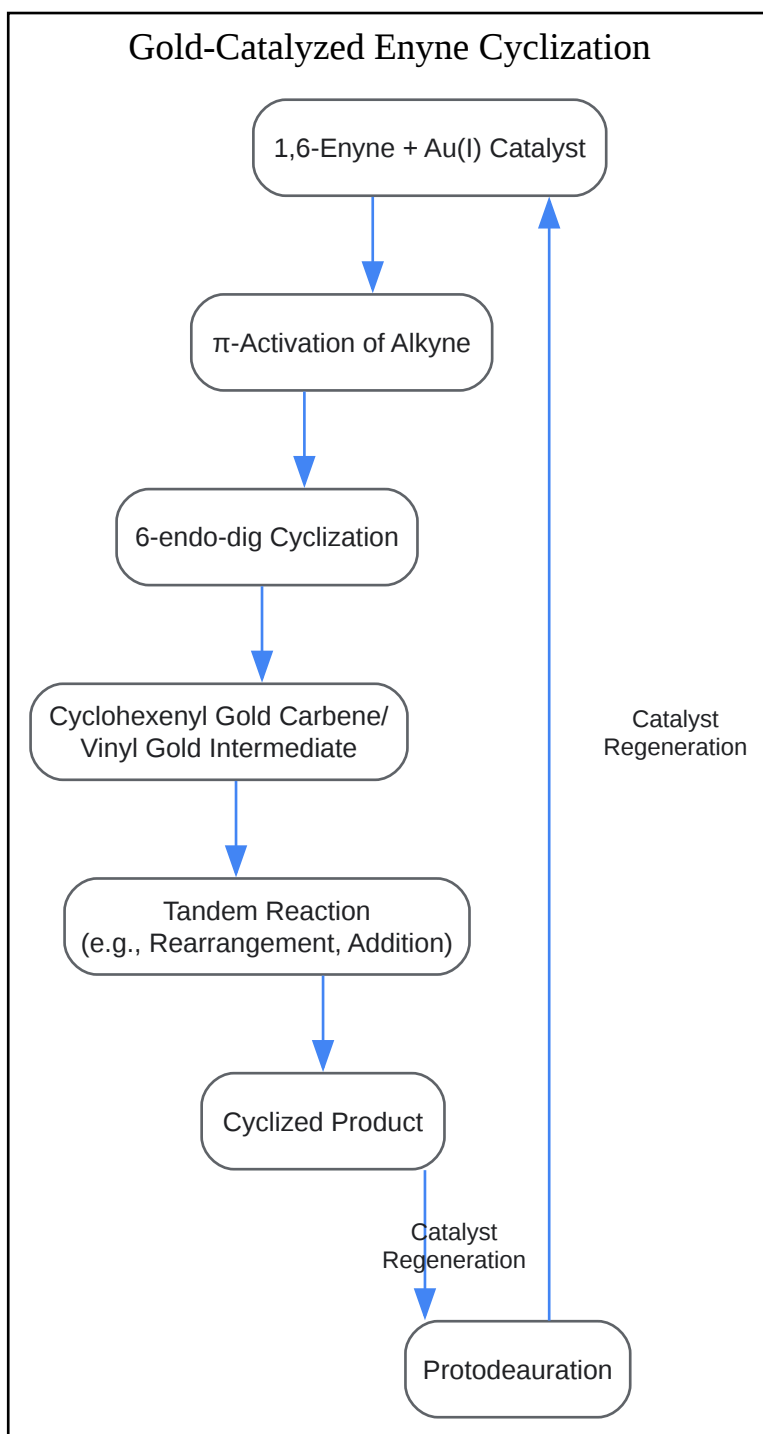 Gold-Catalyzed Enyne Cyclization
1,6-Enyne + Au(I) Catalyst
π-Activation of Alkyne
6-endo-dig Cyclization
Cyclohexenyl Gold Carbene/
Vinyl Gold Intermediate
Catalyst
Regeneration
Tandem Reaction
(e.g., Rearrangement, Addition)
Cyclized Product
Catalyst
Regeneration
Protodeauration